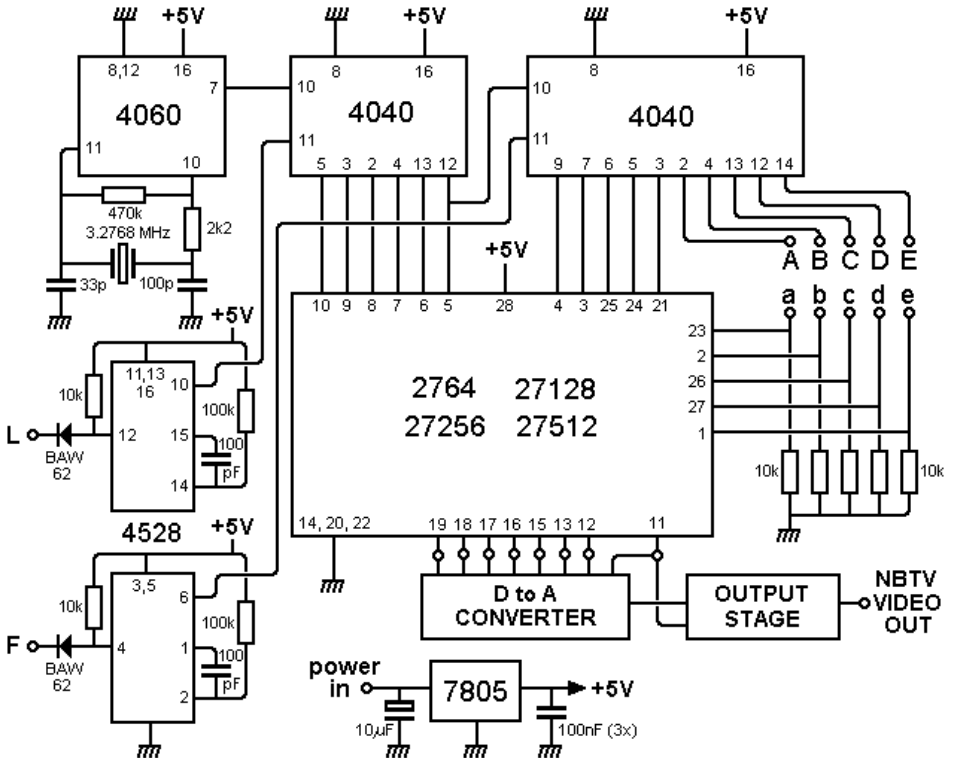 +5V +5V +5V
8,12 16 8 16 8 16
7 10 10
4060 4040 4040
11 11 11
10 5 3 2 4 13 12 9 7 6 5 3 2 4 13 12 14
470k
2k2
3.2768 MHz
33p 100p
+5V
A B C D E
a b c d e
10 9 8 7 6 5 28 4 3 25 24 21
+5V
11,13
16
10
10k
100k
L
12
15
100
pF
14
BAW
62
2764 27128
27256 27512
23
2
26
27
1
10k 10k
4528
+5V
14, 20, 22 19 18 17 16 15 13 12 11
3,5
6
10k
100k
F
4
1
100
pF
2
BAW
62
D to A
CONVERTER
OUTPUT
STAGE
NBTV
VIDEO
OUT
power
in
7805
+5V
10µF
100nF (3x)